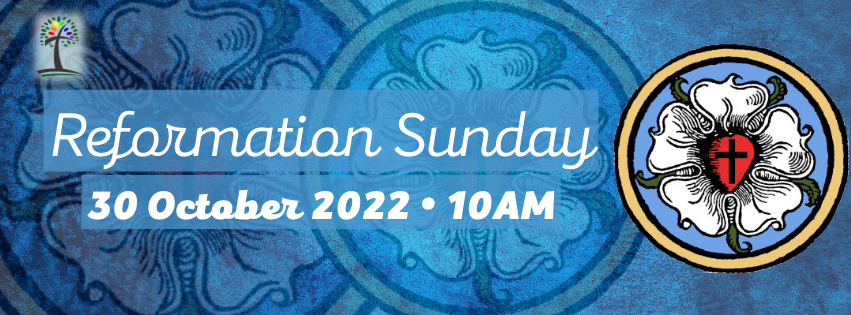 Reformation Sunday
30 October 2022 • 10AM